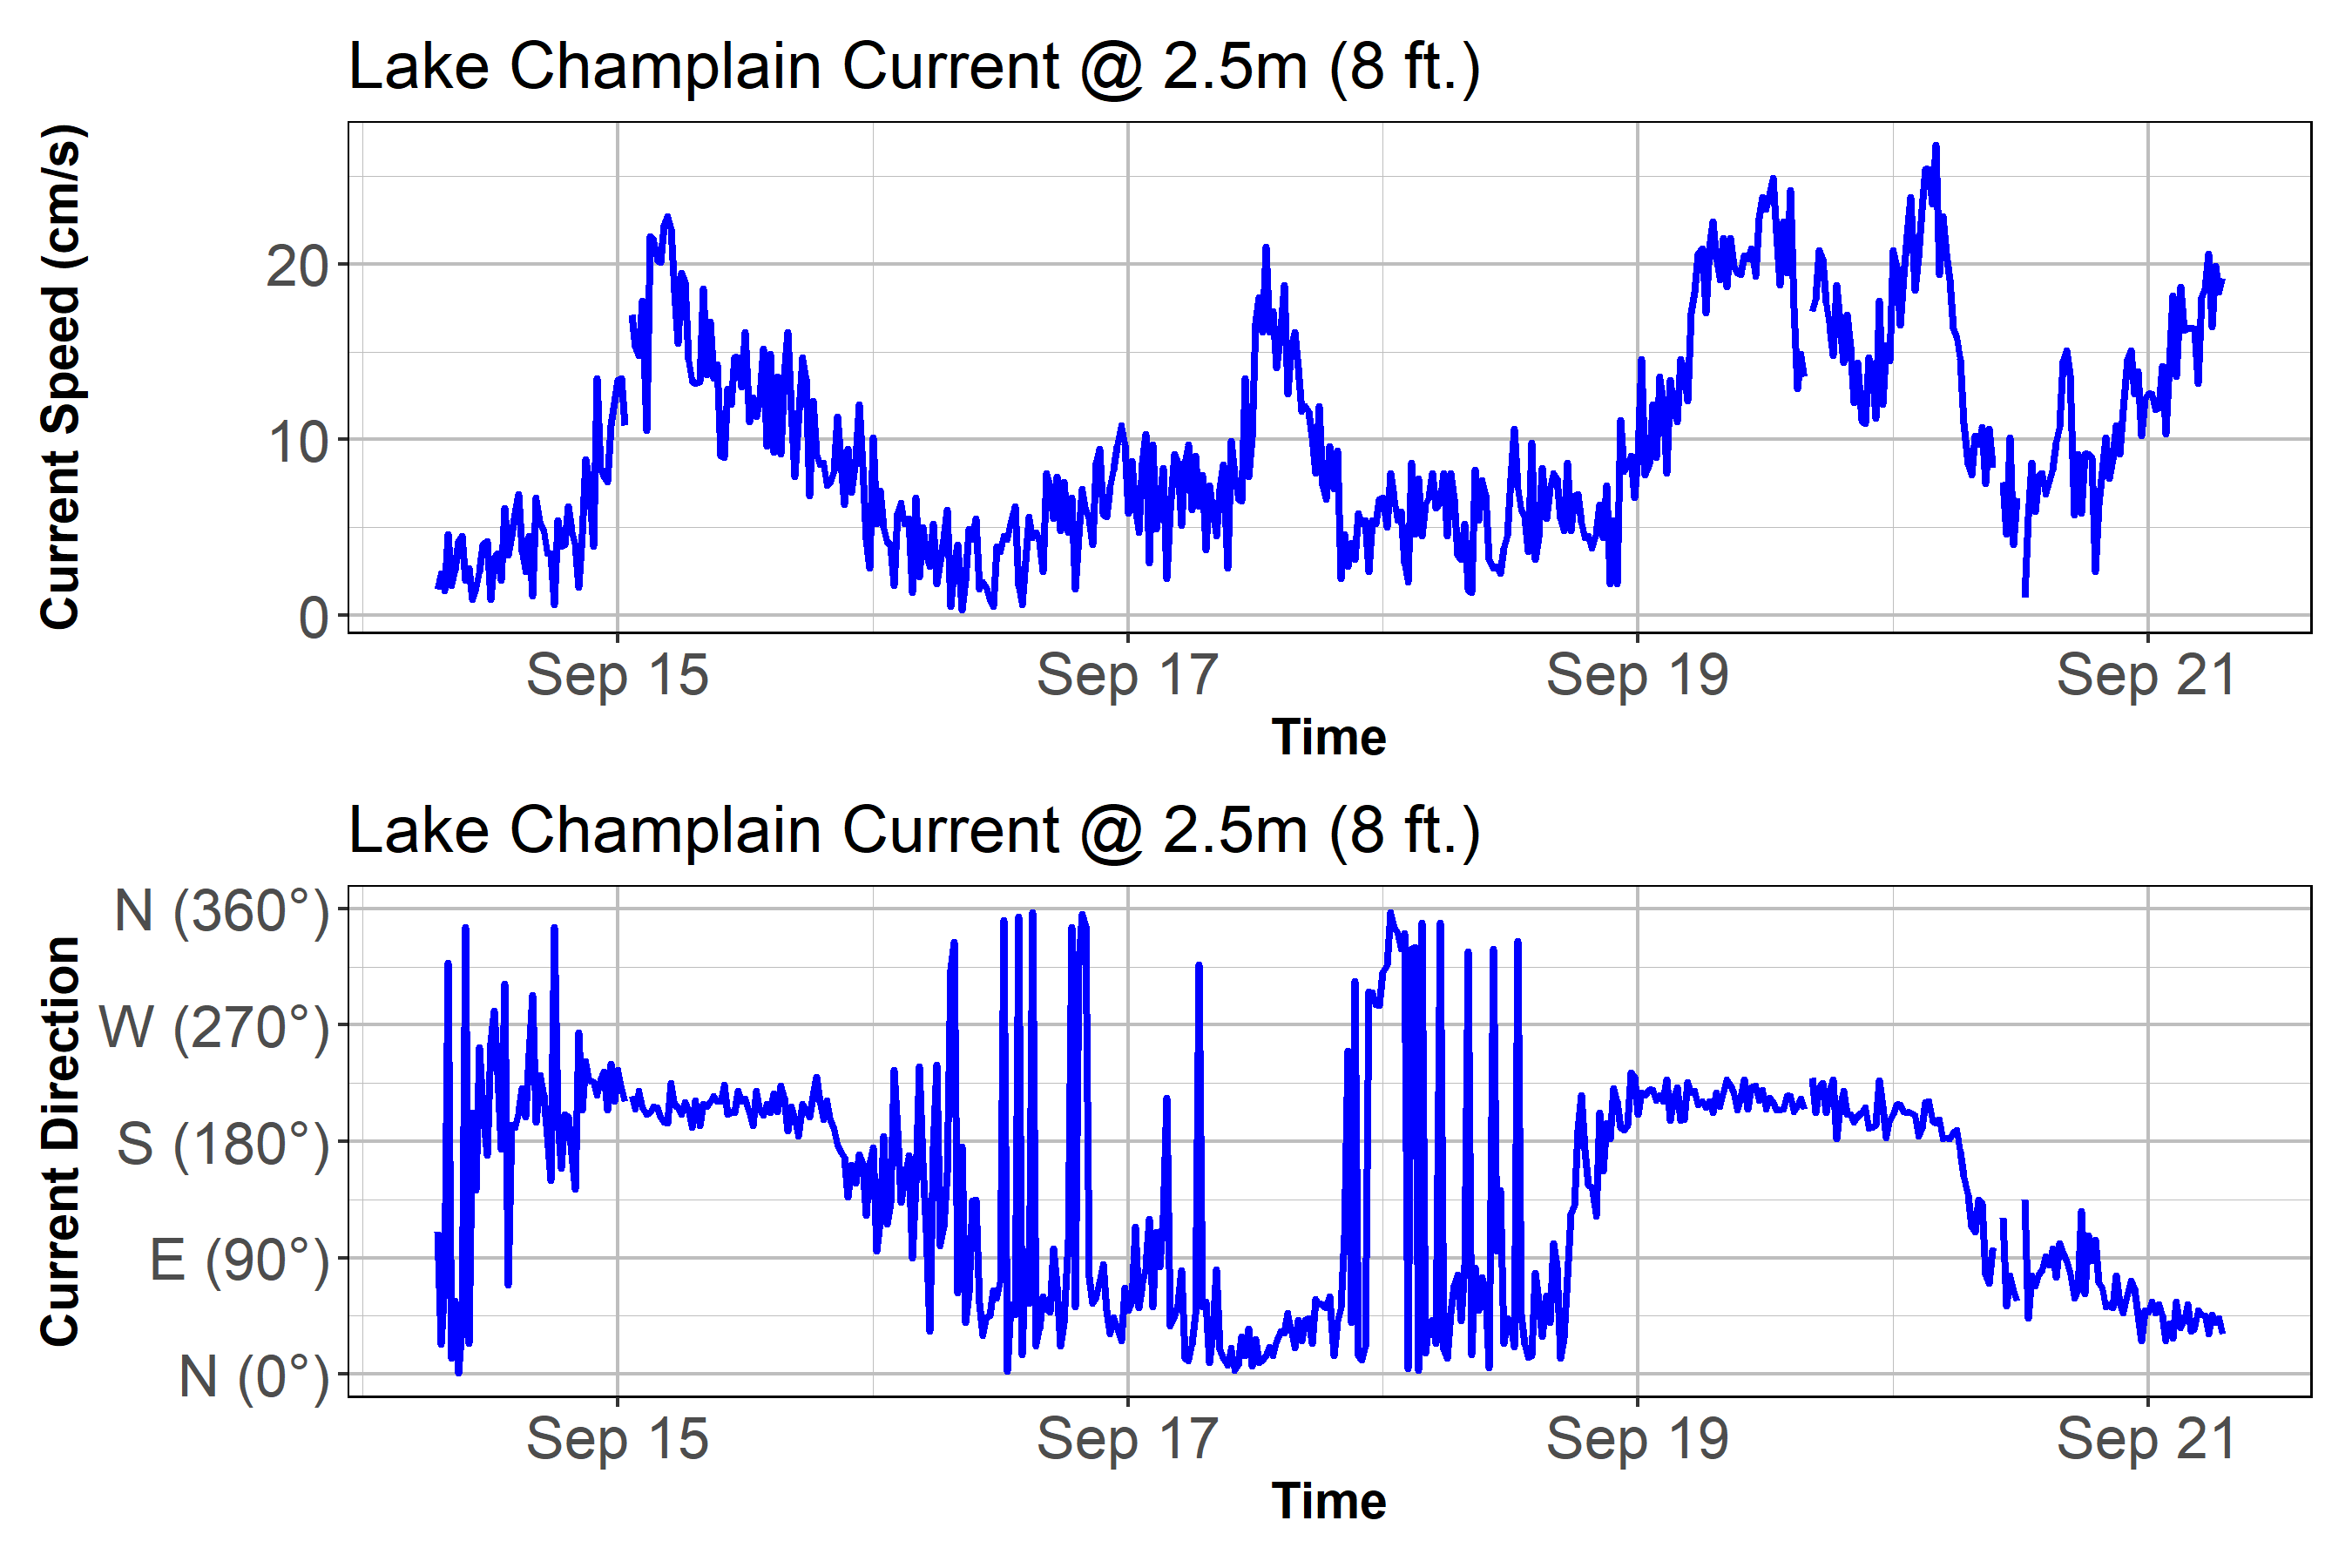 Lake Champlain Current @ 2.5m (8 ft.)
Current Speed (cm/s)
20
10
0
Sep 15 Sep 17 Sep 19 Sep 21
Time
Lake Champlain Current @ 2.5m (8 ft.)
Current Direction
N (360°)
W (270°)
S (180°)
E (90°)
N (0°)
Sep 15 Sep 17 Sep 19 Sep 21
Time